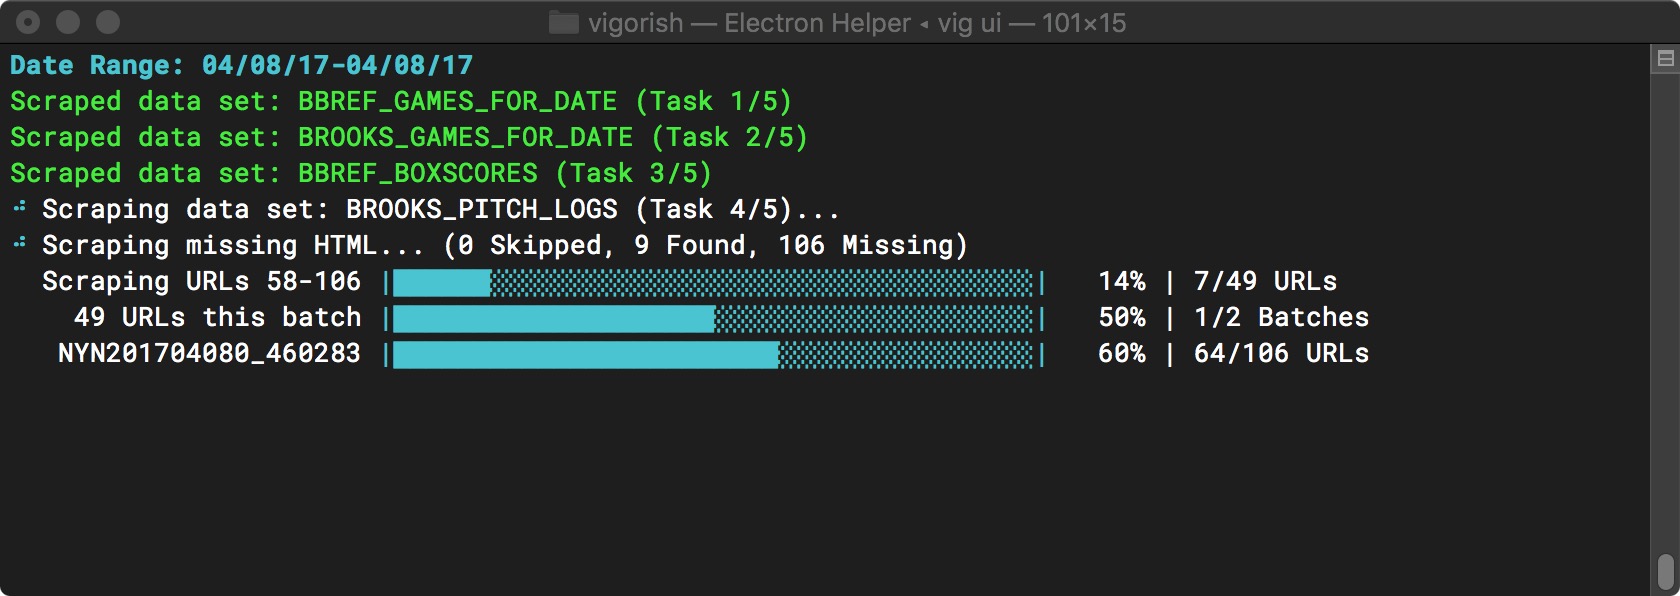 vigorish — Electron Helper ◂ vig ui — 101×15
Date Range: 04/08/17-04/08/17
Scraped data set: BBREF_GAMES_FOR_DATE (Task 1/5)
Scraped data set: BROOKS_GAMES_FOR_DATE (Task 2/5)
Scraped data set: BBREF_BOXSCORES (Task 3/5)
Scraping data set: BROOKS_PITCH_LOGS (Task 4/5)...
Scraping missing HTML... (0 Skipped, 9 Found, 106 Missing)
Scraping URLs 58-106 | | 14% | 7/49 URLs
49 URLs this batch | | 50% | 1/2 Batches
NYN201704080_460283 | | 60% | 64/106 URLs